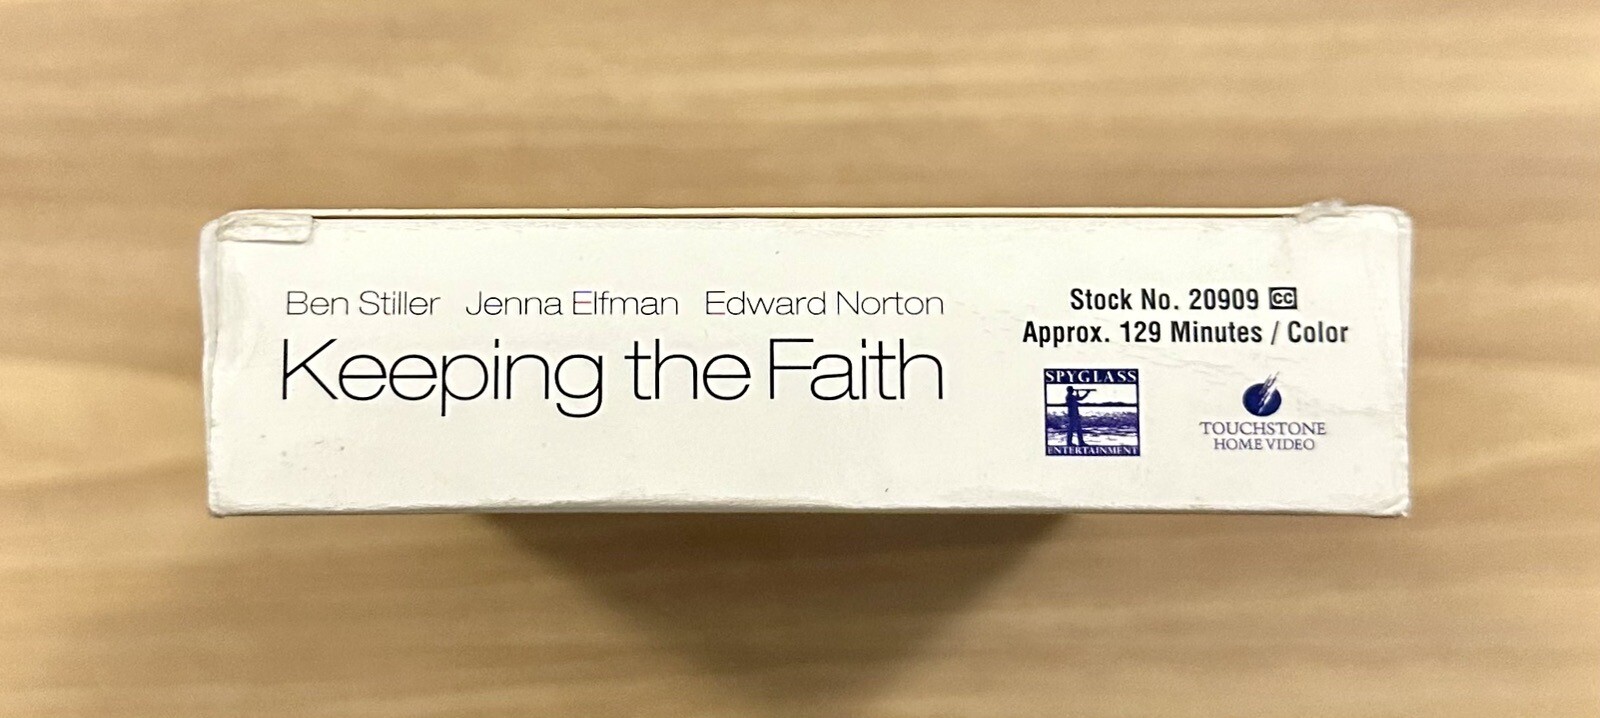 Ben Stiller Jenna Elfman Edward Norton
Keeping the Faith
Stock No. 20909 CC
Approx. 129 Minutes / Color
SPYGLASS
ENTERTAINMENT
TOUCHSTONE
HOME VIDEO